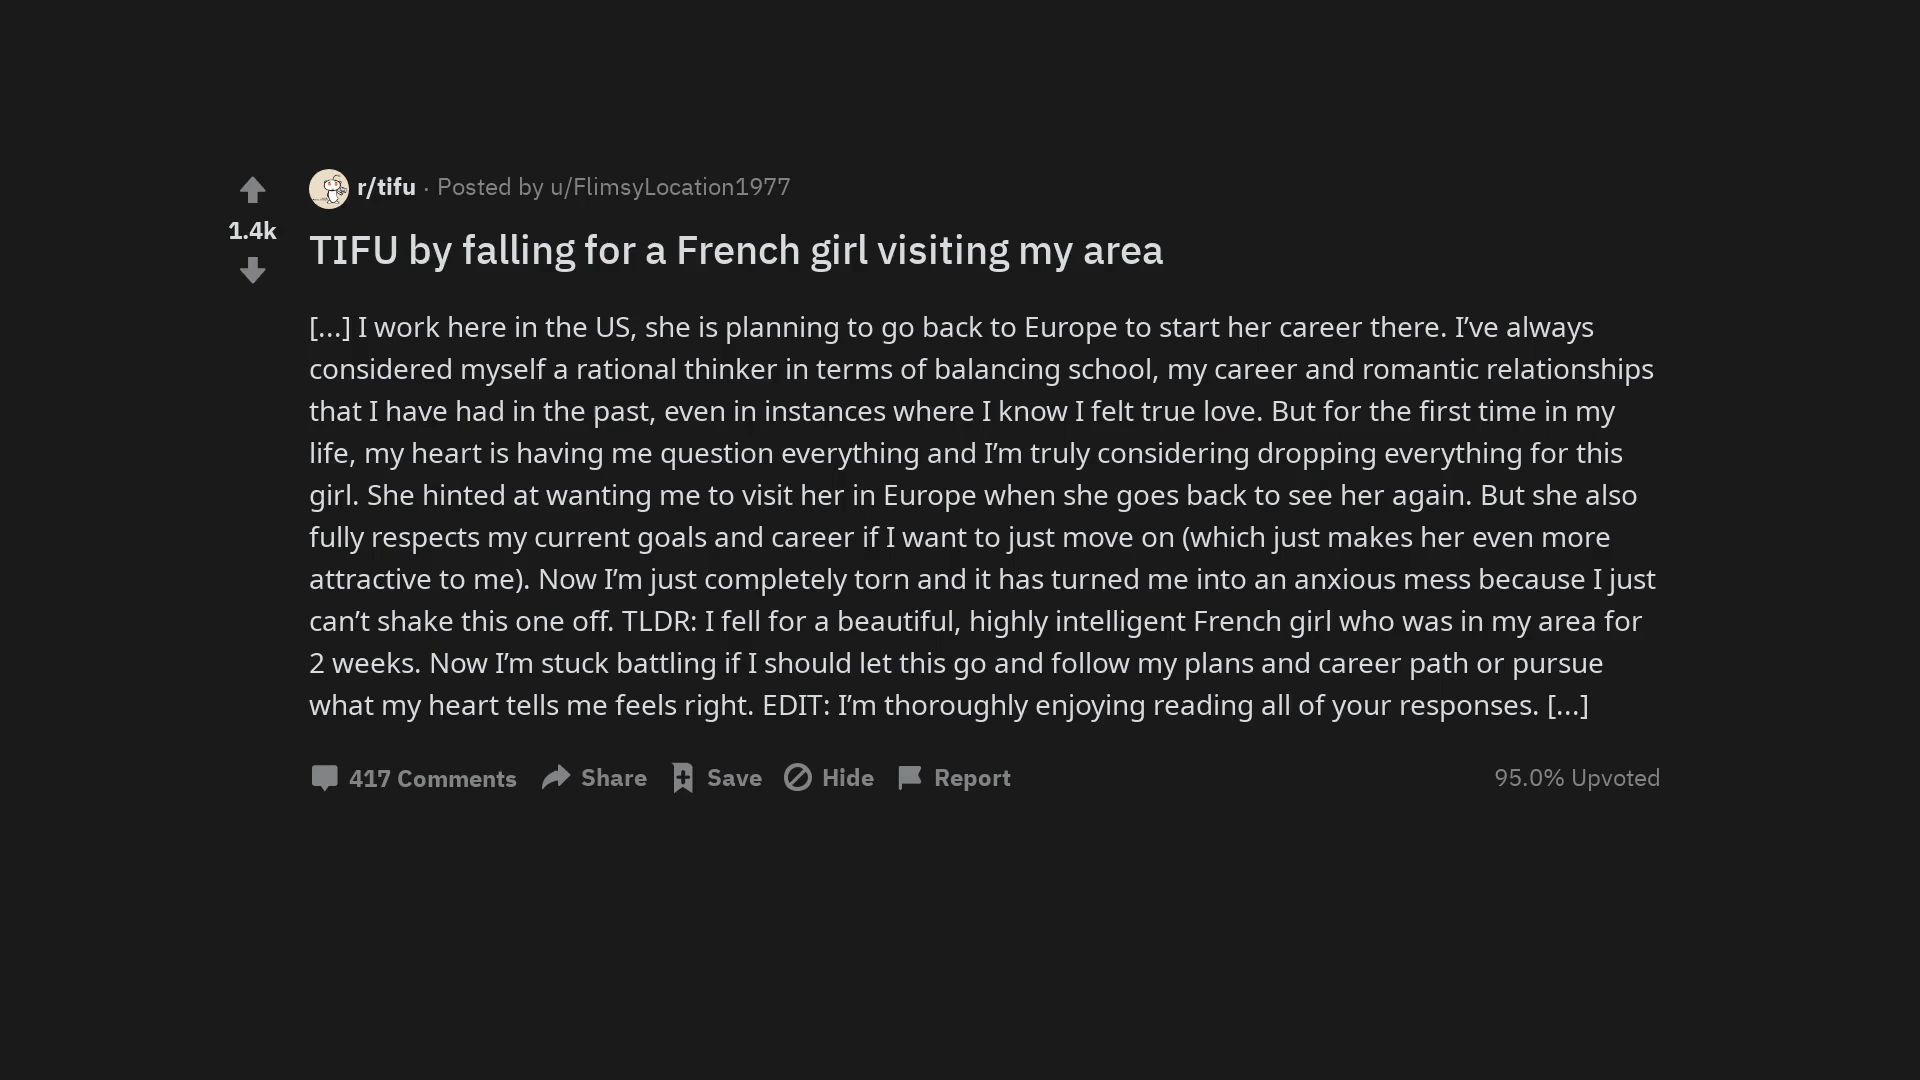 r/tifu · Posted by u/FlimsyLocation1977
1.4k
TIFU by falling for a French girl visiting my area
[...] I work here in the US, she is planning to go back to Europe to start her career there. I’ve always
considered myself a rational thinker in terms of balancing school, my career and romantic relationships
that I have had in the past, even in instances where I know I felt true love. But for the first time in my
life, my heart is having me question everything and I’m truly considering dropping everything for this
girl. She hinted at wanting me to visit her in Europe when she goes back to see her again. But she also
fully respects my current goals and career if I want to just move on (which just makes her even more
attractive to me). Now I’m just completely torn and it has turned me into an anxious mess because I just
can’t shake this one off. TLDR: I fell for a beautiful, highly intelligent French girl who was in my area for
2 weeks. Now I’m stuck battling if I should let this go and follow my plans and career path or pursue
what my heart tells me feels right. EDIT: I’m thoroughly enjoying reading all of your responses. [...]
417 Comments Share Save Hide Report 95.0% Upvoted